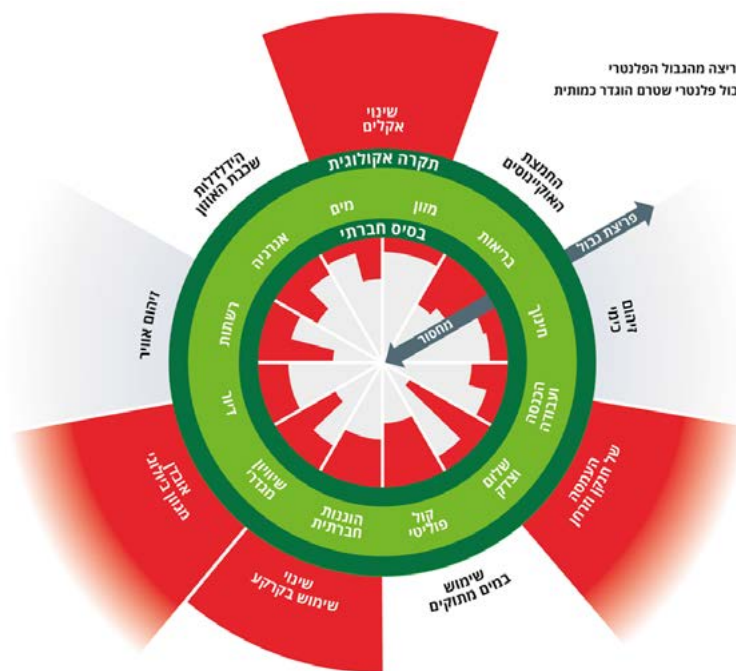 ריצה מהגבול הפלנטרי
בול פלנטרי שטרם הוגדר כמותית
שינוי
אקלים
החמצת
האוקיינוסים
זיהום
כימי
העמסה
של חנקן וזרחן
שימוש
במים מתוקים
שינוי
שימוש בקרקע
אובדן
מגוון ביולוגי
זיהום אוויר
הידלדלות
שכבת האוזון
תקרה אקולוגית
מזון
בריאות
חינוך
הכנסה
ועבודה
שלום
וצדק
קול
פוליטי
הוגנות
חברתית
שיוויון
מגדרי
דיור
רשתות
אנרגיה
מים
בסיס חברתי
פריצת גבול
מחסור